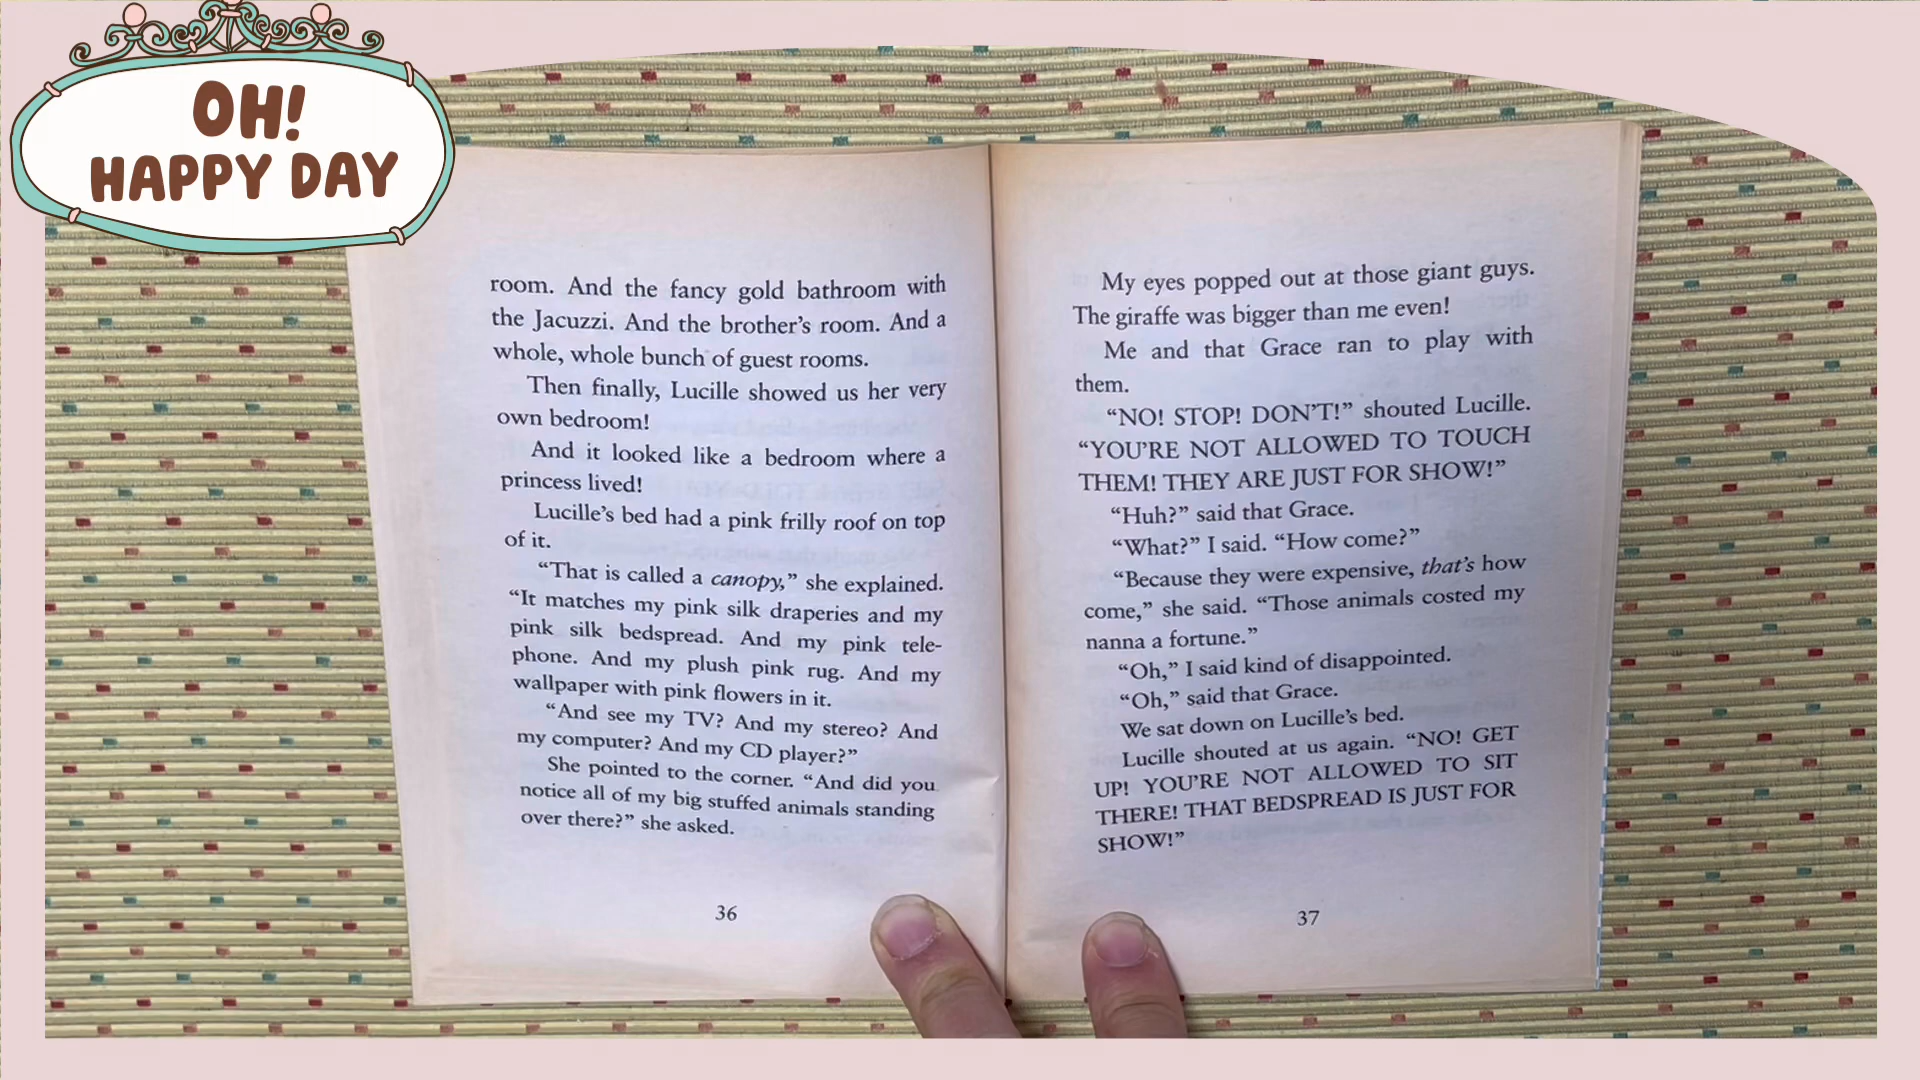 OH!
HAPPY DAY
room. And the fancy gold bathroom with
the Jacuzzi. And the brother's room. And a
whole, whole bunch of guest rooms.
Then finally, Lucille showed us her very
own bedroom!
And it looked like a bedroom where a
princess lived!
Lucille's bed had a pink frilly roof on top
of it.
“That is called a canopy,” she explained.
“It matches my pink silk draperies and my
pink silk bedspread. And my pink tele-
phone. And my plush pink rug. And my
wallpaper with pink flowers in it.
“And see my TV? And my stereo? And
my computer? And my CD player?”
She pointed to the corner. “And did you
notice all of my big stuffed animals standing
over there?” she asked.
36
My eyes popped out at those giant guys.
The giraffe was bigger than me even!
Me and that Grace ran to play with
them.
“NO! STOP! DON'T!” shouted Lucille.
“YOU'RE NOT ALLOWED TO TOUCH
THEM! THEY ARE JUST FOR SHOW!”
“Huh?” said that Grace.
“What?” I said. “How come?”
“Because they were expensive, that's how
come,” she said. “Those animals costed my
nanna a fortune.”
“Oh,” I said kind of disappointed.
“Oh,” said that Grace.
We sat down on Lucille's bed.
Lucille shouted at us again. “NO! GET
UP! YOU'RE NOT ALLOWED TO SIT
THERE! THAT BEDSPREAD IS JUST FOR
SHOW!”
37